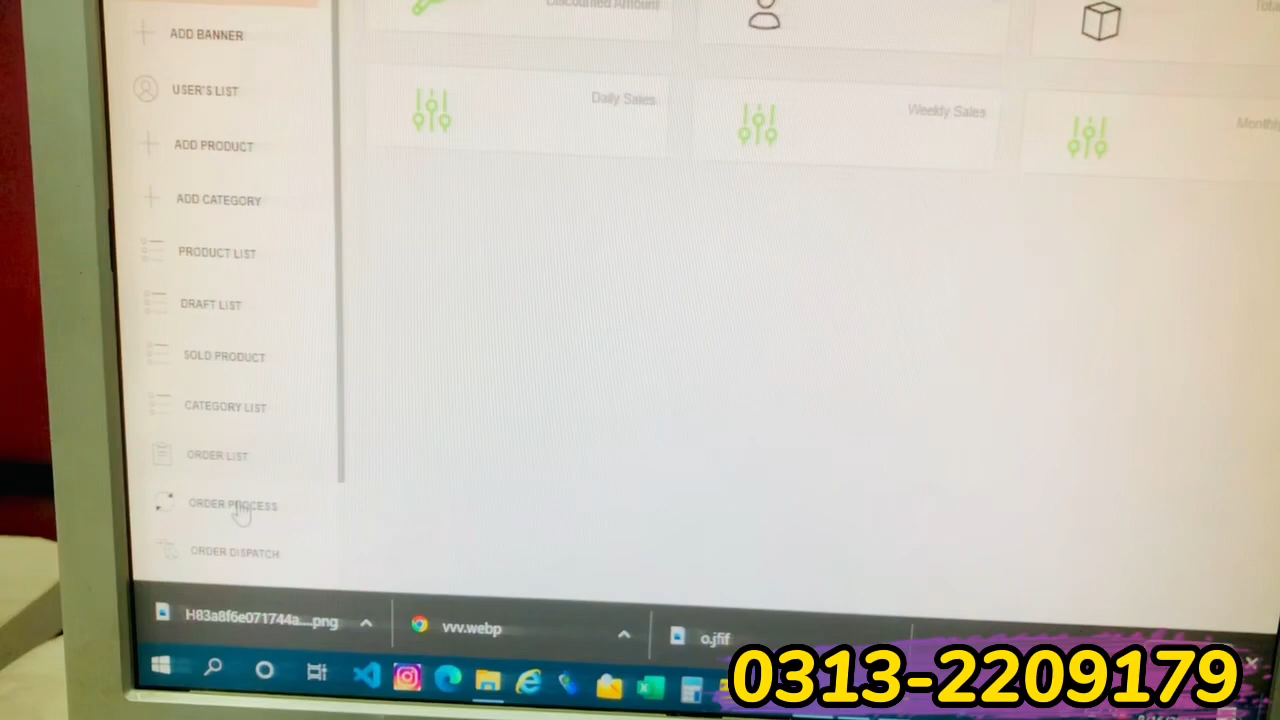 Discounted Amount
ADD BANNER
USER'S LIST
Daily Sales
Weekly Sales
ADD PRODUCT
ADD CATEGORY
PRODUCT LIST
DRAFT LIST
SOLD PRODUCT
CATEGORY LIST
ORDER LIST
ORDER PROCESS
ORDER DISPATCH
H83a8f6e071744a...png
vvv.webp
o.jfif
0313-2209179